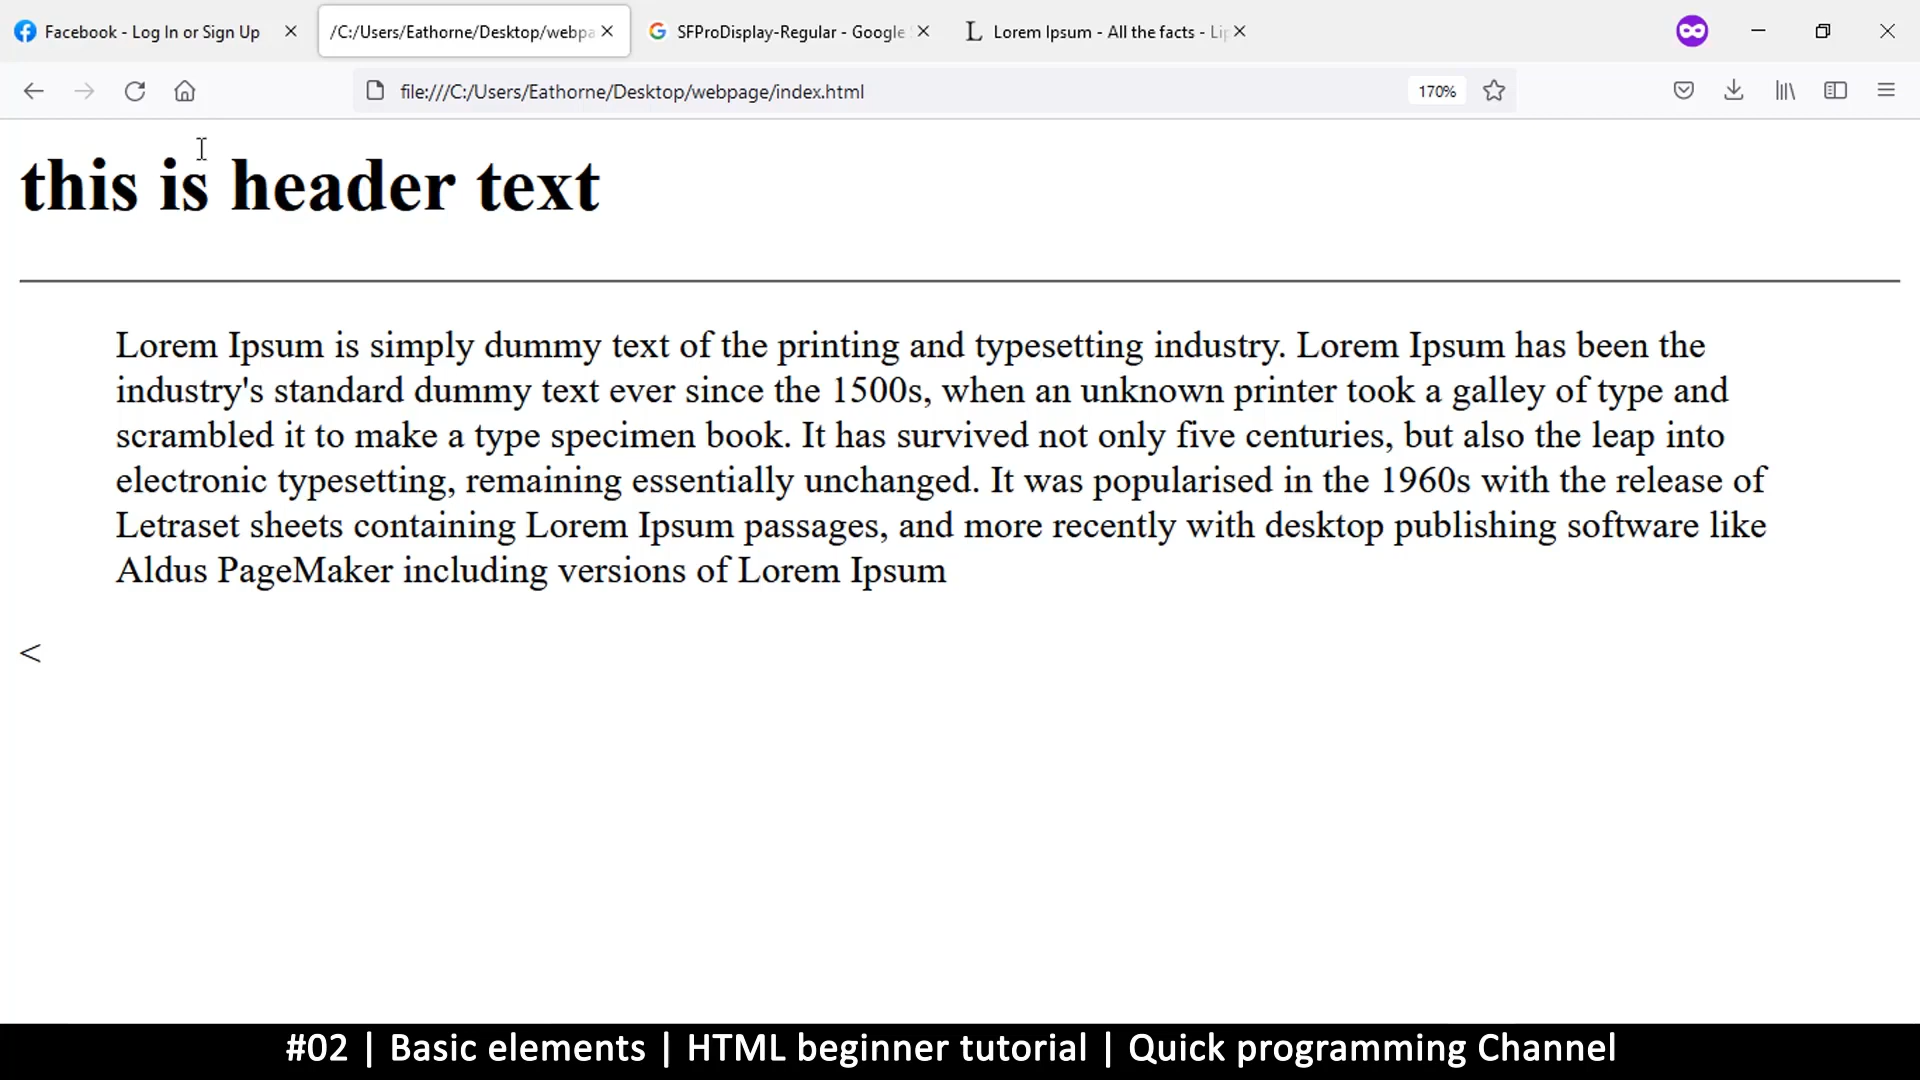 Facebook - Log In or Sign Up
/C:/Users/Eathorne/Desktop/webpa
SFProDisplay-Regular - Google
Lorem Ipsum - All the facts - Lip
file:///C:/Users/Eathorne/Desktop/webpage/index.html
170%
this is header text
Lorem Ipsum is simply dummy text of the printing and typesetting industry. Lorem Ipsum has been the
industry's standard dummy text ever since the 1500s, when an unknown printer took a galley of type and
scrambled it to make a type specimen book. It has survived not only five centuries, but also the leap into
electronic typesetting, remaining essentially unchanged. It was popularised in the 1960s with the release of
Letraset sheets containing Lorem Ipsum passages, and more recently with desktop publishing software like
Aldus PageMaker including versions of Lorem Ipsum
<
#02 | Basic elements | HTML beginner tutorial | Quick programming Channel